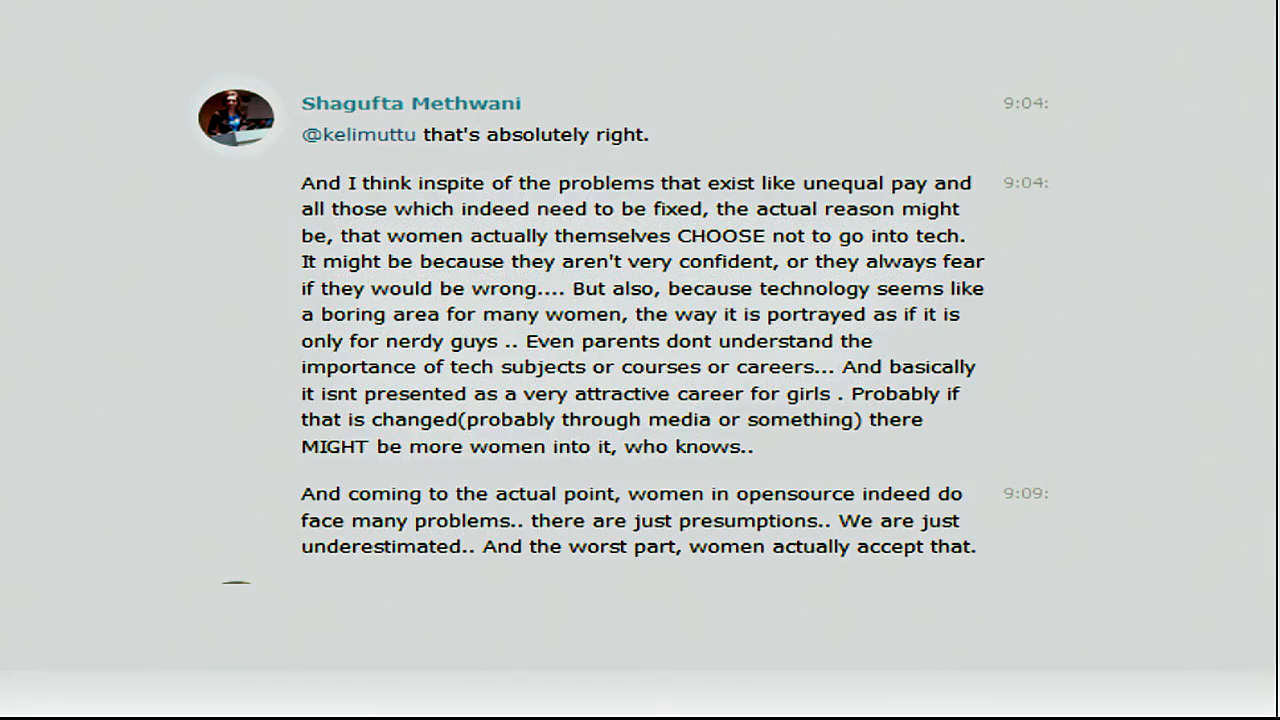 Shagufta Methwani 9:04:
@kelimuttu that's absolutely right.
And I think inspite of the problems that exist like unequal pay and 9:04:
all those which indeed need to be fixed, the actual reason might
be, that women actually themselves CHOOSE not to go into tech.
It might be because they aren't very confident, or they always fear
if they would be wrong.... But also, because technology seems like
a boring area for many women, the way it is portrayed as if it is
only for nerdy guys .. Even parents dont understand the
importance of tech subjects or courses or careers... And basically
it isnt presented as a very attractive career for girls . Probably if
that is changed(probably through media or something) there
MIGHT be more women into it, who knows..
And coming to the actual point, women in opensource indeed do 9:09:
face many problems.. there are just presumptions.. We are just
underestimated.. And the worst part, women actually accept that.